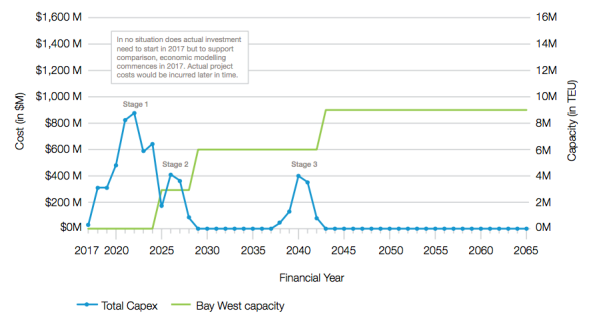 $1,600 M
$1,400 M
$1,200 M
$1,000 M
$800 M
$600 M
$400 M
$200 M
$0M
Cost (in $M)
In no situation does actual investment
need to start in 2017 but to support
comparison, economic modelling
commences in 2017. Actual project
costs would be incurred later in time.
Stage 1
Stage 2
Stage 3
16M
14M
12M
10M
8M
6M
4M
2M
0M
Capacity (in TEU)
2017 2020 2025 2030 2035 2040 2045 2050 2055 2060 2065
Financial Year
Total Capex Bay West capacity